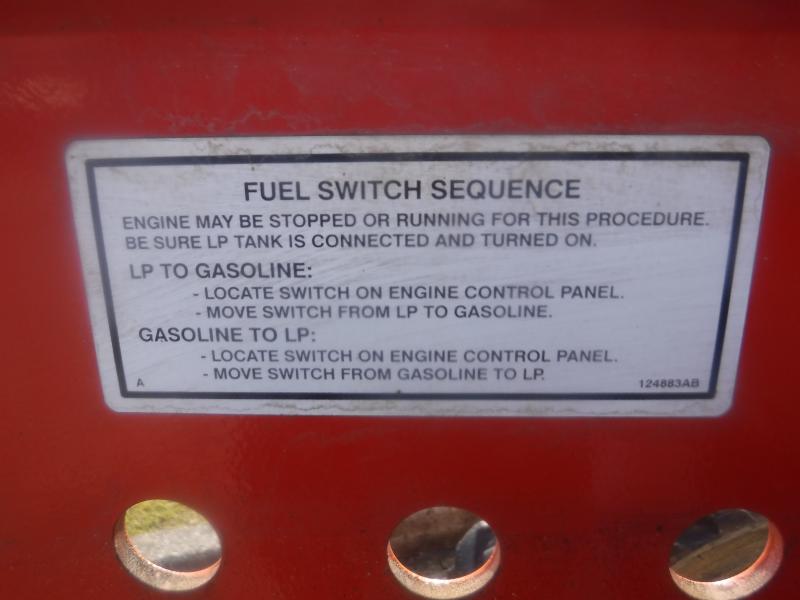 FUEL SWITCH SEQUENCE
ENGINE MAY BE STOPPED OR RUNNING FOR THIS PROCEDURE.
BE SURE LP TANK IS CONNECTED AND TURNED ON.
LP TO GASOLINE:
- LOCATE SWITCH ON ENGINE CONTROL PANEL.
- MOVE SWITCH FROM LP TO GASOLINE.
GASOLINE TO LP:
- LOCATE SWITCH ON ENGINE CONTROL PANEL.
- MOVE SWITCH FROM GASOLINE TO LP.
A 124883AB